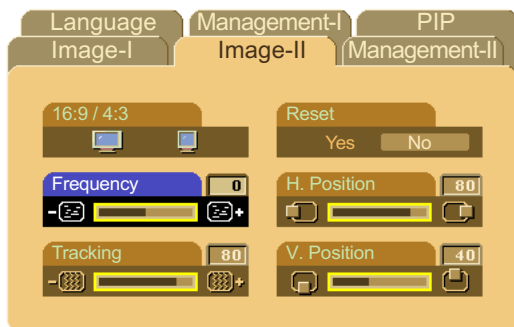 Language Management-I PIP
Image-I Image-II Management-II
16:9 / 4:3 Reset
Yes No
Frequency 0 H. Position 80
- +
Tracking 80 V. Position 40
- +